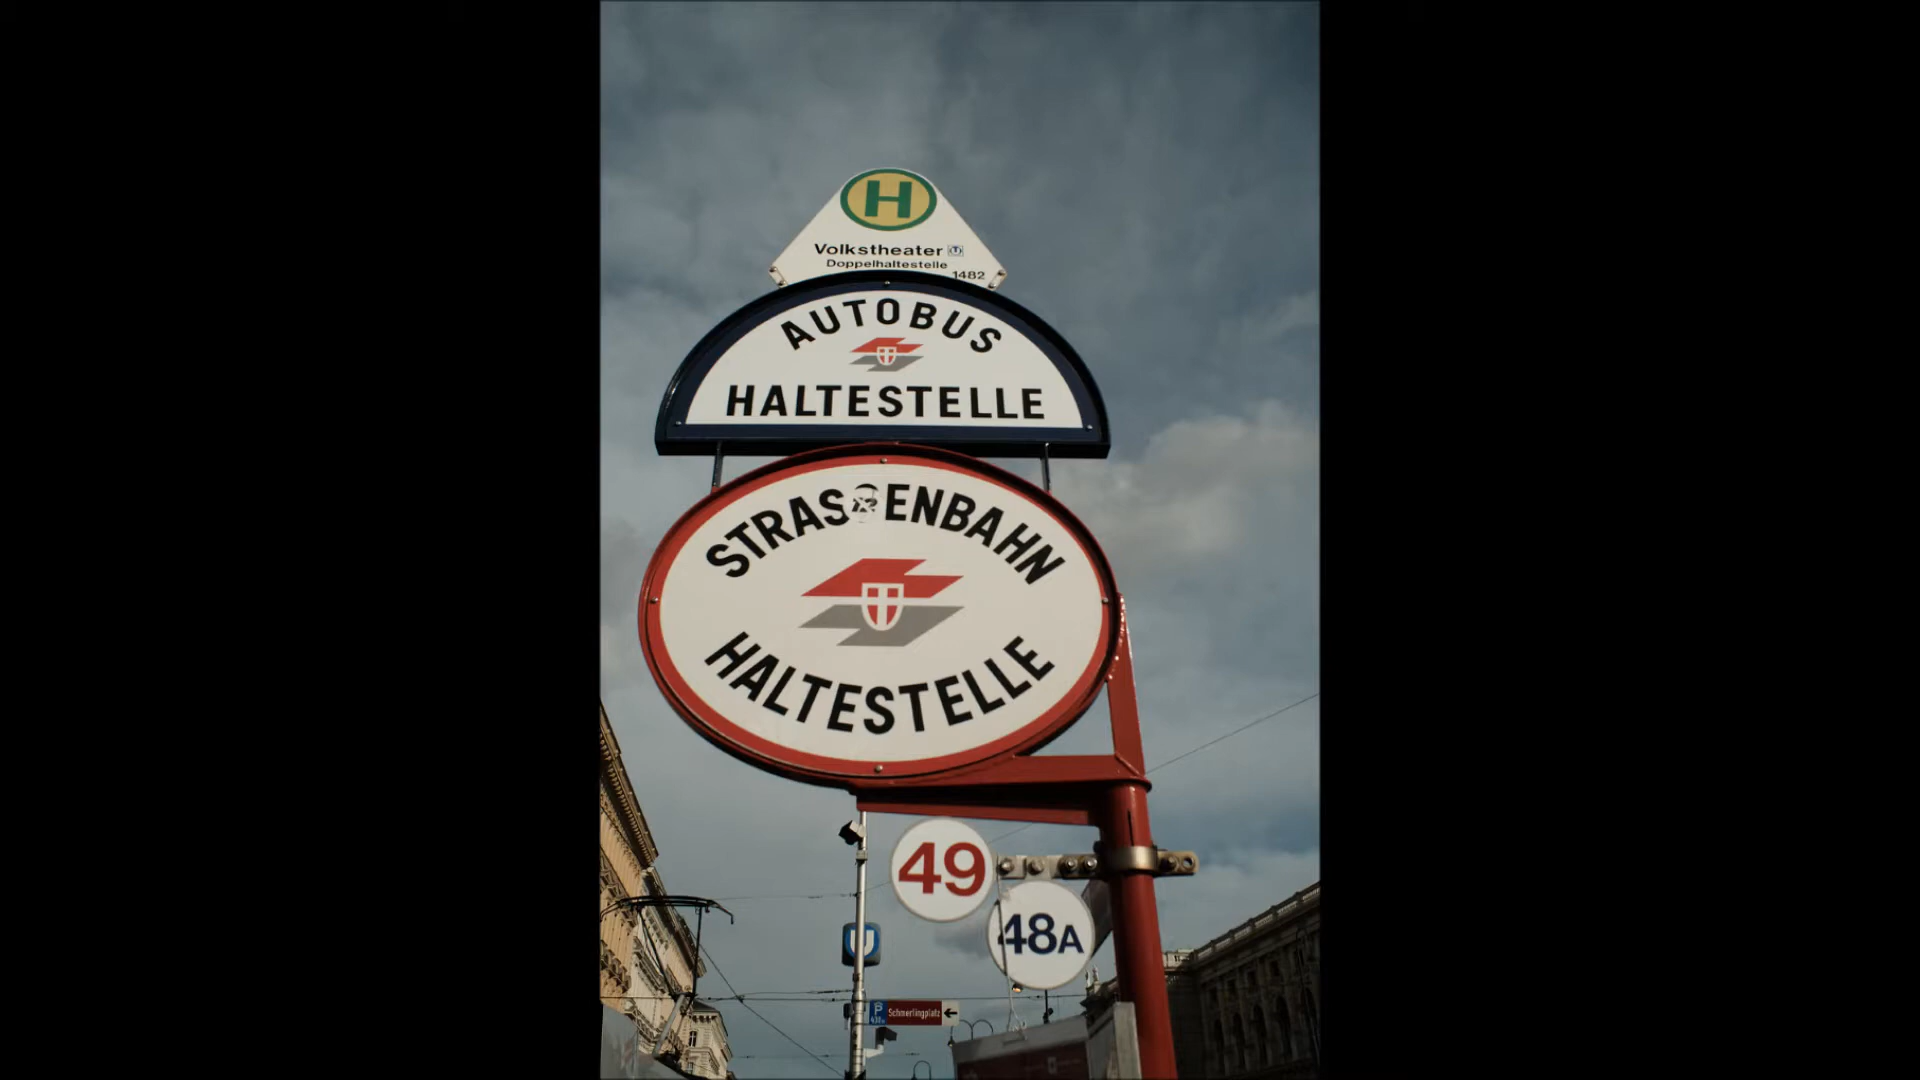 H
Volkstheater U
Doppelhaltestelle
1482
AUTOBUS
HALTESTELLE
STRASSENBAHN
HALTESTELLE
49
48A
U
P
Schmerlingplatz